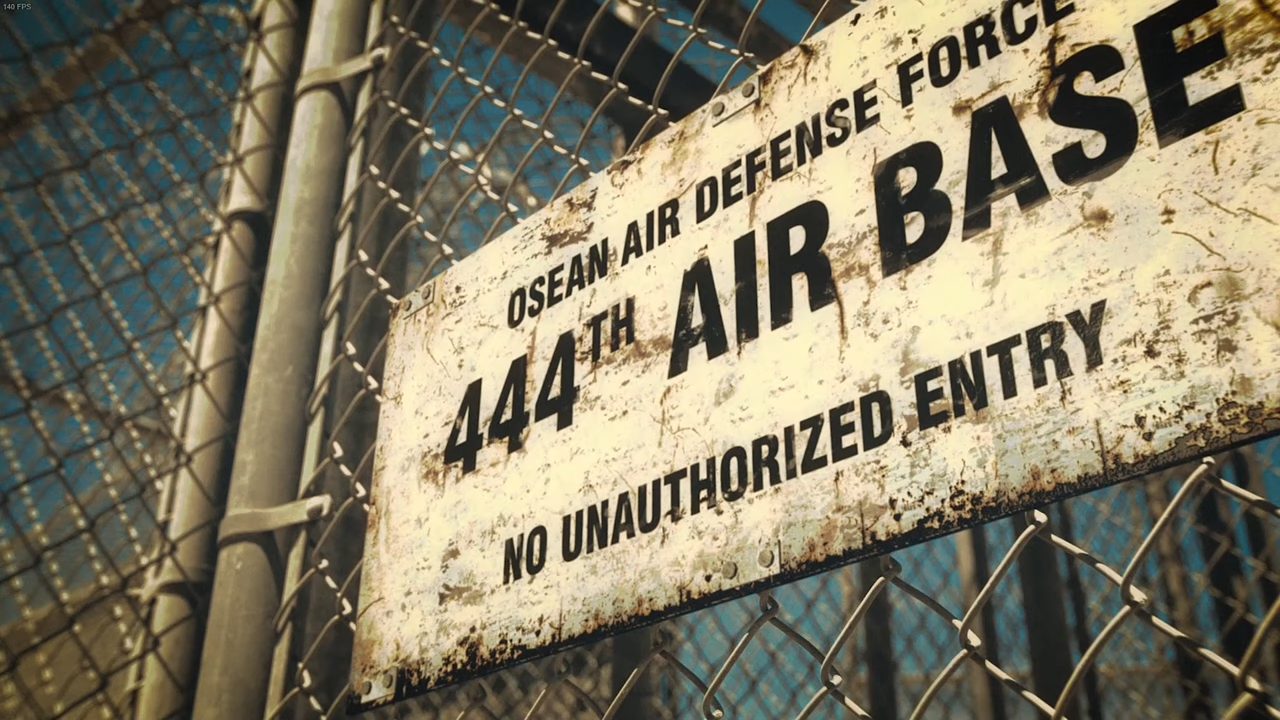 140 FPS
OSEAN AIR DEFENSE FORCE
444TH AIR BASE
NO UNAUTHORIZED ENTRY